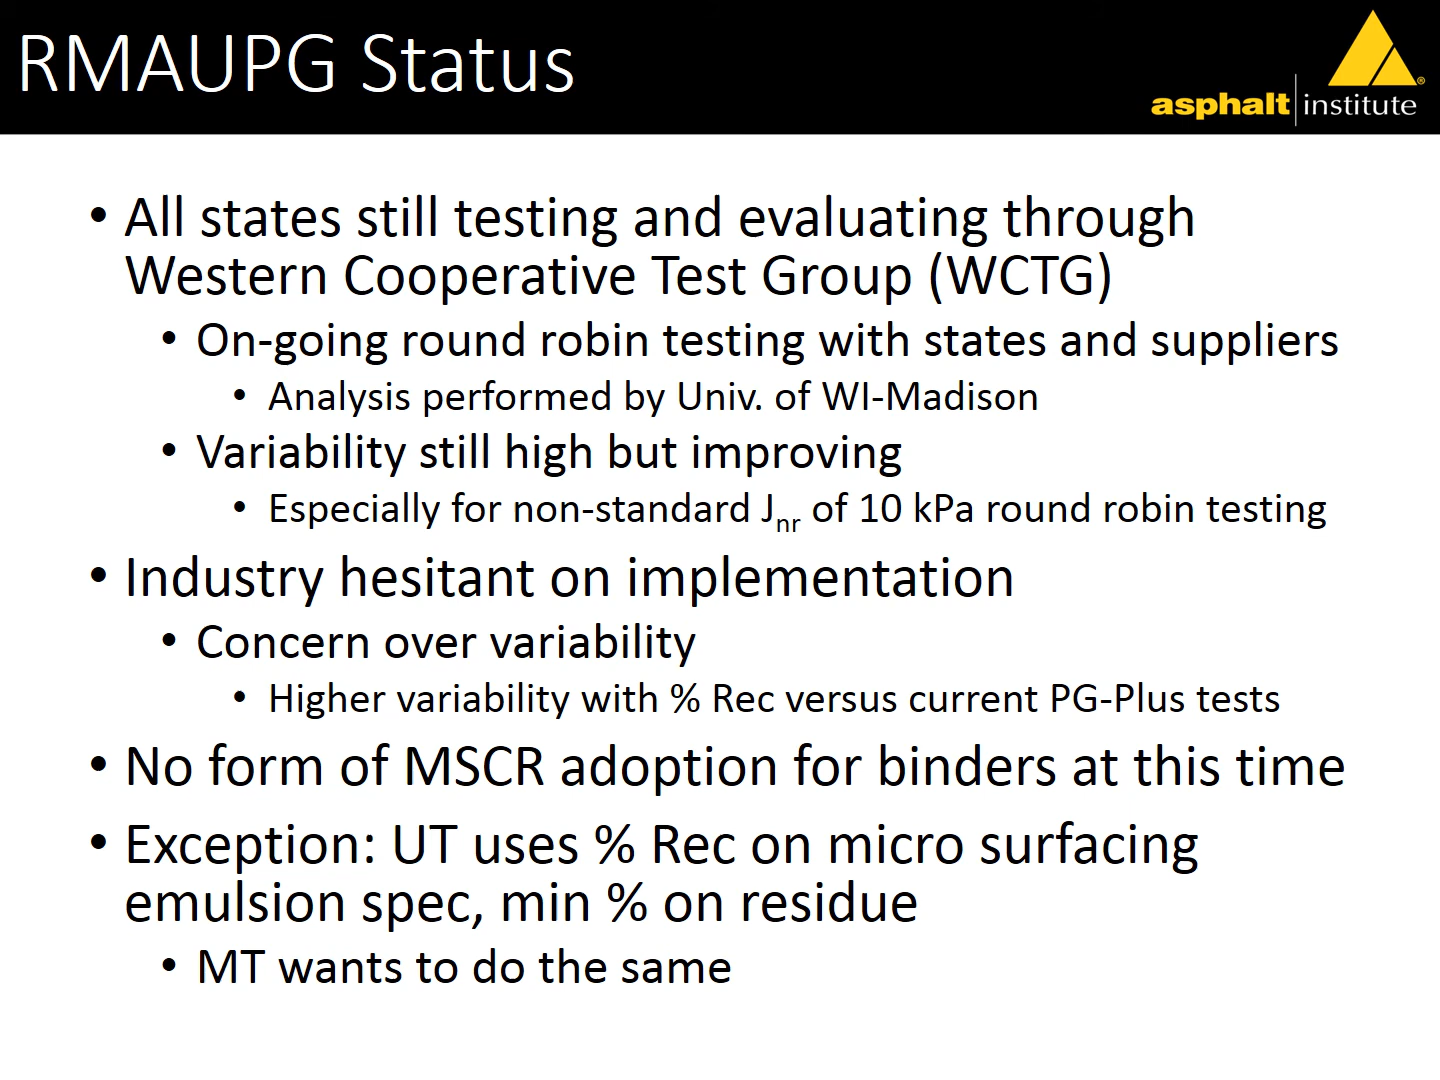 RMAUPG Status
asphalt institute
• All states still testing and evaluating through
Western Cooperative Test Group (WCTG)
• On-going round robin testing with states and suppliers
• Analysis performed by Univ. of WI-Madison
• Variability still high but improving
• Especially for non-standard Jnr of 10 kPa round robin testing
• Industry hesitant on implementation
• Concern over variability
• Higher variability with % Rec versus current PG-Plus tests
• No form of MSCR adoption for binders at this time
• Exception: UT uses % Rec on micro surfacing
emulsion spec, min % on residue
• MT wants to do the same